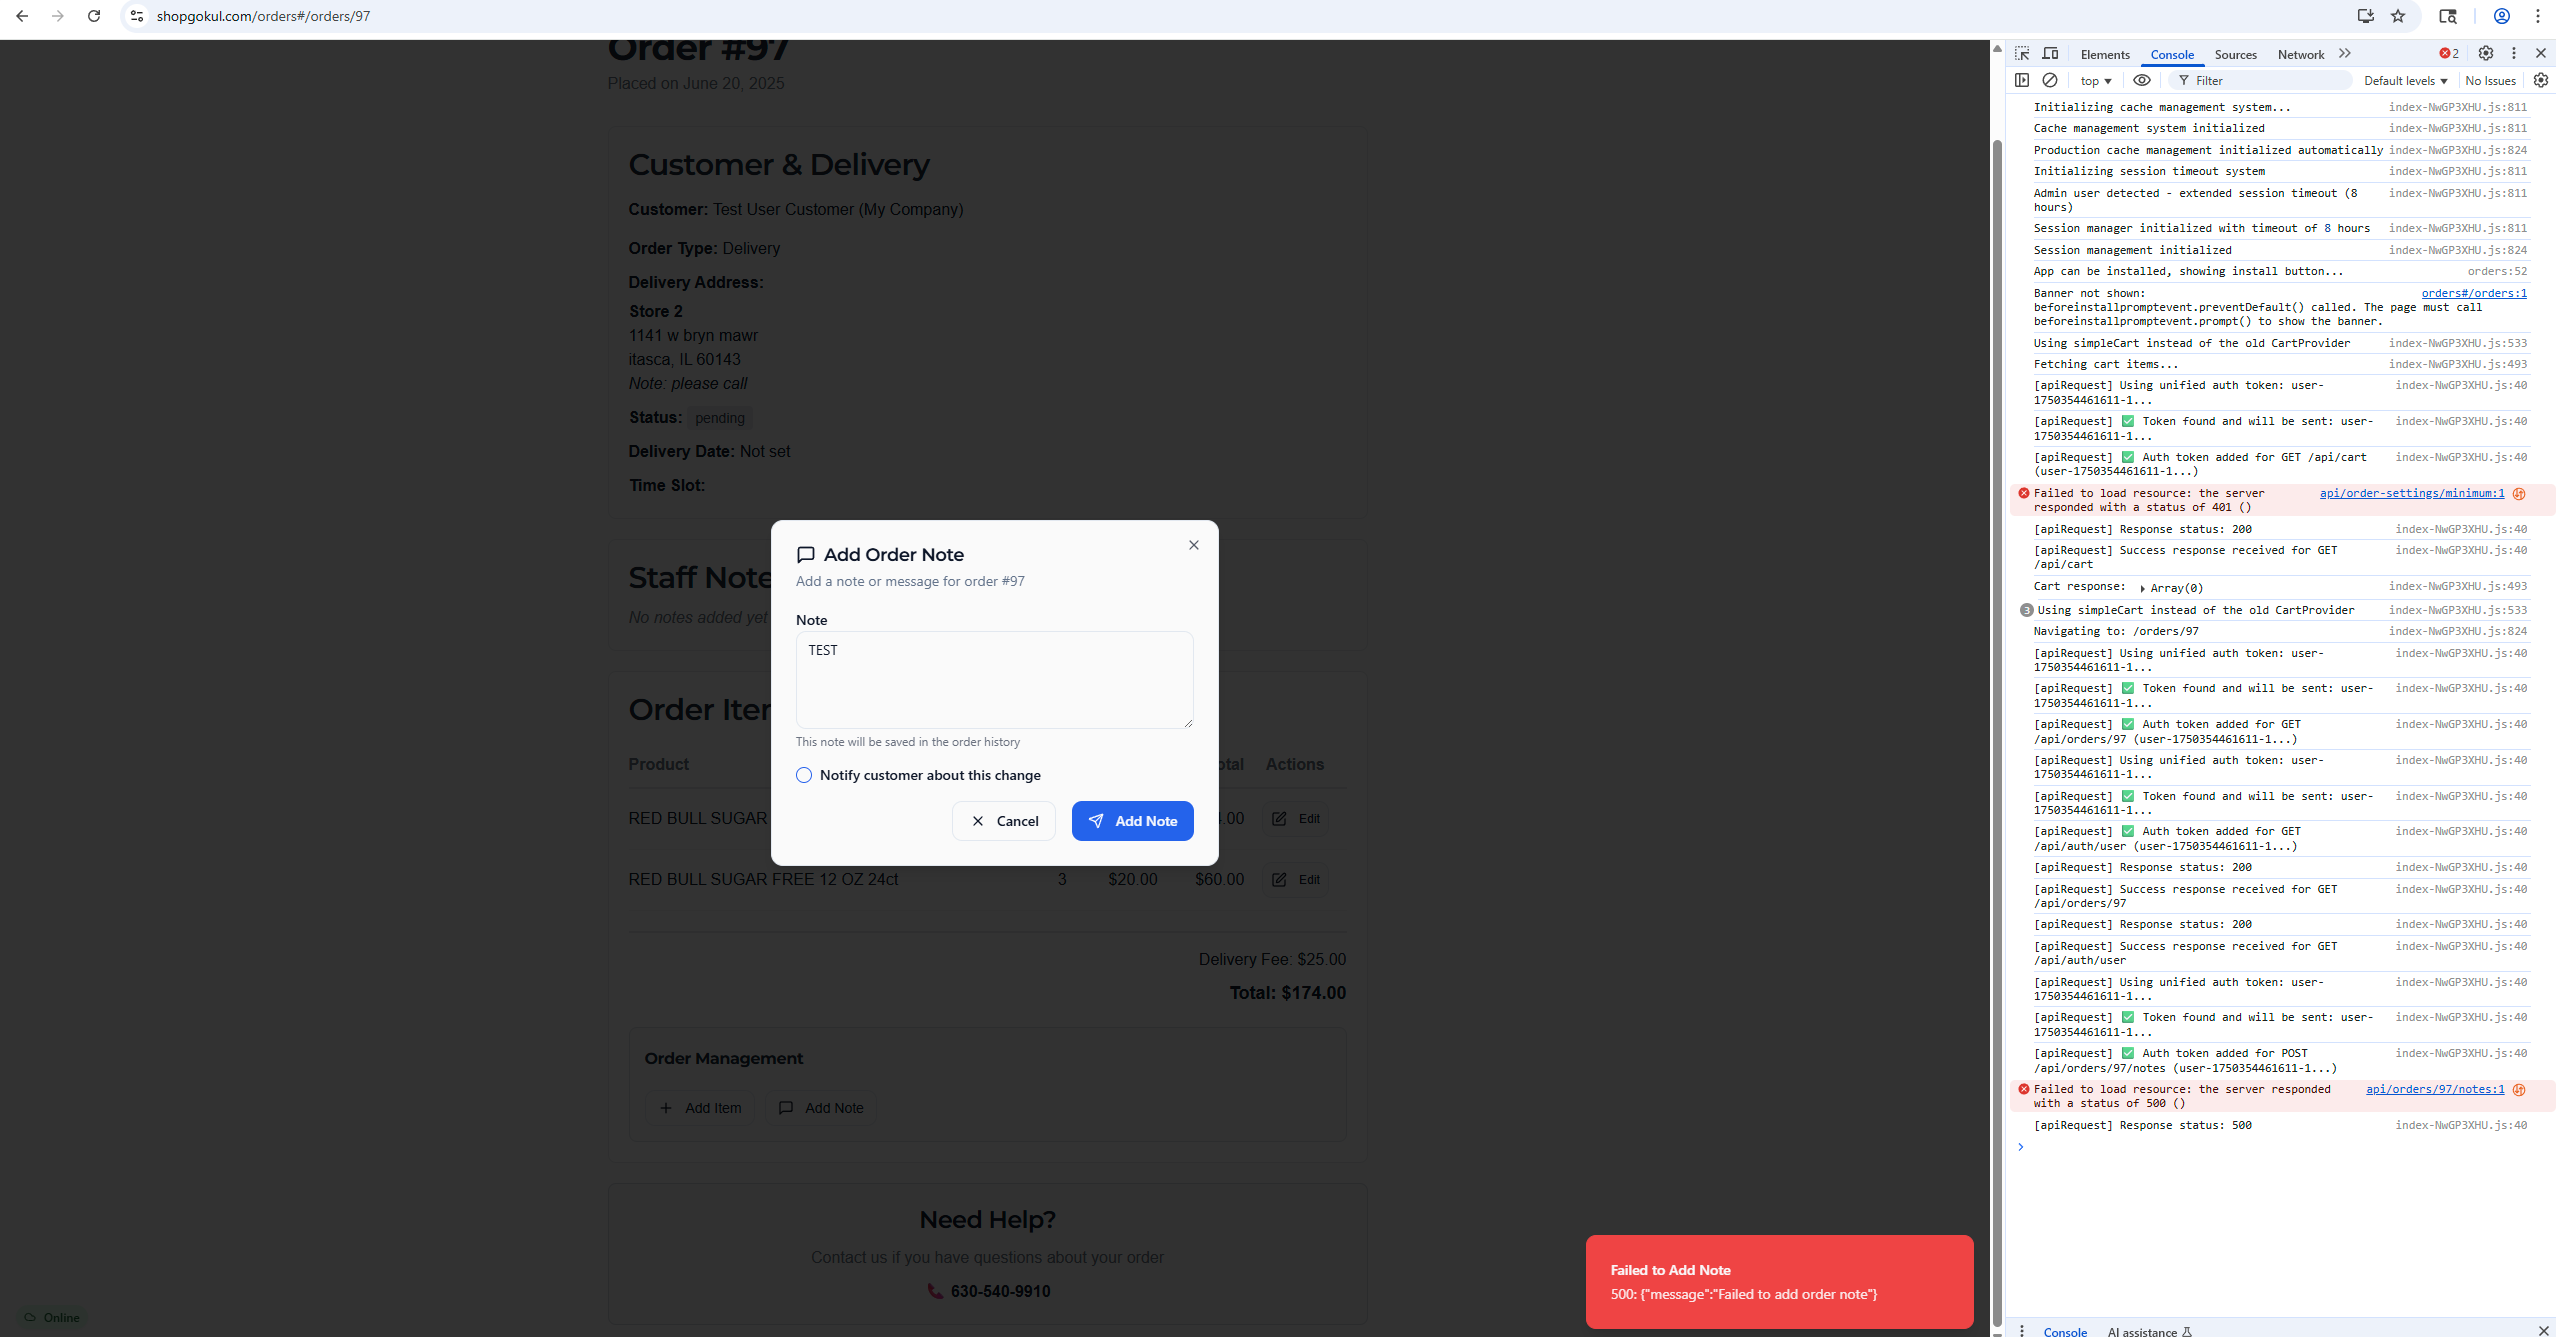 shopgokul.com/orders#/orders/97
Order #97
Placed on June 20, 2025
Customer & Delivery
Customer: Test User Customer (My Company)
Order Type: Delivery
Delivery Address:
Store 2
1141 w bryn mawr
itasca, IL 60143
Note: please call
Status: pending
Delivery Date: Not set
Time Slot:
Staff Note
No notes added yet
Order Iter
Product
otal Actions
RED BULL SUGAR
.00 Edit
RED BULL SUGAR FREE 12 OZ 24ct 3 $20.00 $60.00 Edit
Delivery Fee: $25.00
Total: $174.00
Order Management
Add Item Add Note
Need Help?
Contact us if you have questions about your order
630-540-9910
Online
Add Order Note
Add a note or message for order #97
Note
TEST
This note will be saved in the order history
Notify customer about this change
Cancel Add Note
Failed to Add Note
500: {"message":"Failed to add order note"}
Elements Console Sources Network 2
top Filter Default levels No Issues
Initializing cache management system... index-NwGP3XHU.js:811
Cache management system initialized index-NwGP3XHU.js:811
Production cache management initialized automatically index-NwGP3XHU.js:824
Initializing session timeout system index-NwGP3XHU.js:811
Admin user detected - extended session timeout (8 index-NwGP3XHU.js:811
hours)
Session manager initialized with timeout of 8 hours index-NwGP3XHU.js:811
Session management initialized index-NwGP3XHU.js:824
App can be installed, showing install button... orders:52
Banner not shown: orders#/orders:1
beforeinstallpromptevent.preventDefault() called. The page must call
beforeinstallpromptevent.prompt() to show the banner.
Using simpleCart instead of the old CartProvider index-NwGP3XHU.js:533
Fetching cart items... index-NwGP3XHU.js:493
[apiRequest] Using unified auth token: user- index-NwGP3XHU.js:40
1750354461611-1...
[apiRequest] ✅ Token found and will be sent: user- index-NwGP3XHU.js:40
1750354461611-1...
[apiRequest] ✅ Auth token added for GET /api/cart index-NwGP3XHU.js:40
(user-1750354461611-1...)
Failed to load resource: the server api/order-settings/minimum:1
responded with a status of 401 ()
[apiRequest] Response status: 200 index-NwGP3XHU.js:40
[apiRequest] Success response received for GET index-NwGP3XHU.js:40
/api/cart
Cart response: ▸ Array(0) index-NwGP3XHU.js:493
3 Using simpleCart instead of the old CartProvider index-NwGP3XHU.js:533
Navigating to: /orders/97 index-NwGP3XHU.js:824
[apiRequest] Using unified auth token: user- index-NwGP3XHU.js:40
1750354461611-1...
[apiRequest] ✅ Token found and will be sent: user- index-NwGP3XHU.js:40
1750354461611-1...
[apiRequest] ✅ Auth token added for GET index-NwGP3XHU.js:40
/api/orders/97 (user-1750354461611-1...)
[apiRequest] Using unified auth token: user- index-NwGP3XHU.js:40
1750354461611-1...
[apiRequest] ✅ Token found and will be sent: user- index-NwGP3XHU.js:40
1750354461611-1...
[apiRequest] ✅ Auth token added for GET index-NwGP3XHU.js:40
/api/auth/user (user-1750354461611-1...)
[apiRequest] Response status: 200 index-NwGP3XHU.js:40
[apiRequest] Success response received for GET index-NwGP3XHU.js:40
/api/orders/97
[apiRequest] Response status: 200 index-NwGP3XHU.js:40
[apiRequest] Success response received for GET index-NwGP3XHU.js:40
/api/auth/user
[apiRequest] Using unified auth token: user- index-NwGP3XHU.js:40
1750354461611-1...
[apiRequest] ✅ Token found and will be sent: user- index-NwGP3XHU.js:40
1750354461611-1...
[apiRequest] ✅ Auth token added for POST index-NwGP3XHU.js:40
/api/orders/97/notes (user-1750354461611-1...)
Failed to load resource: the server responded api/orders/97/notes:1
with a status of 500 ()
[apiRequest] Response status: 500 index-NwGP3XHU.js:40
Console AI assistance